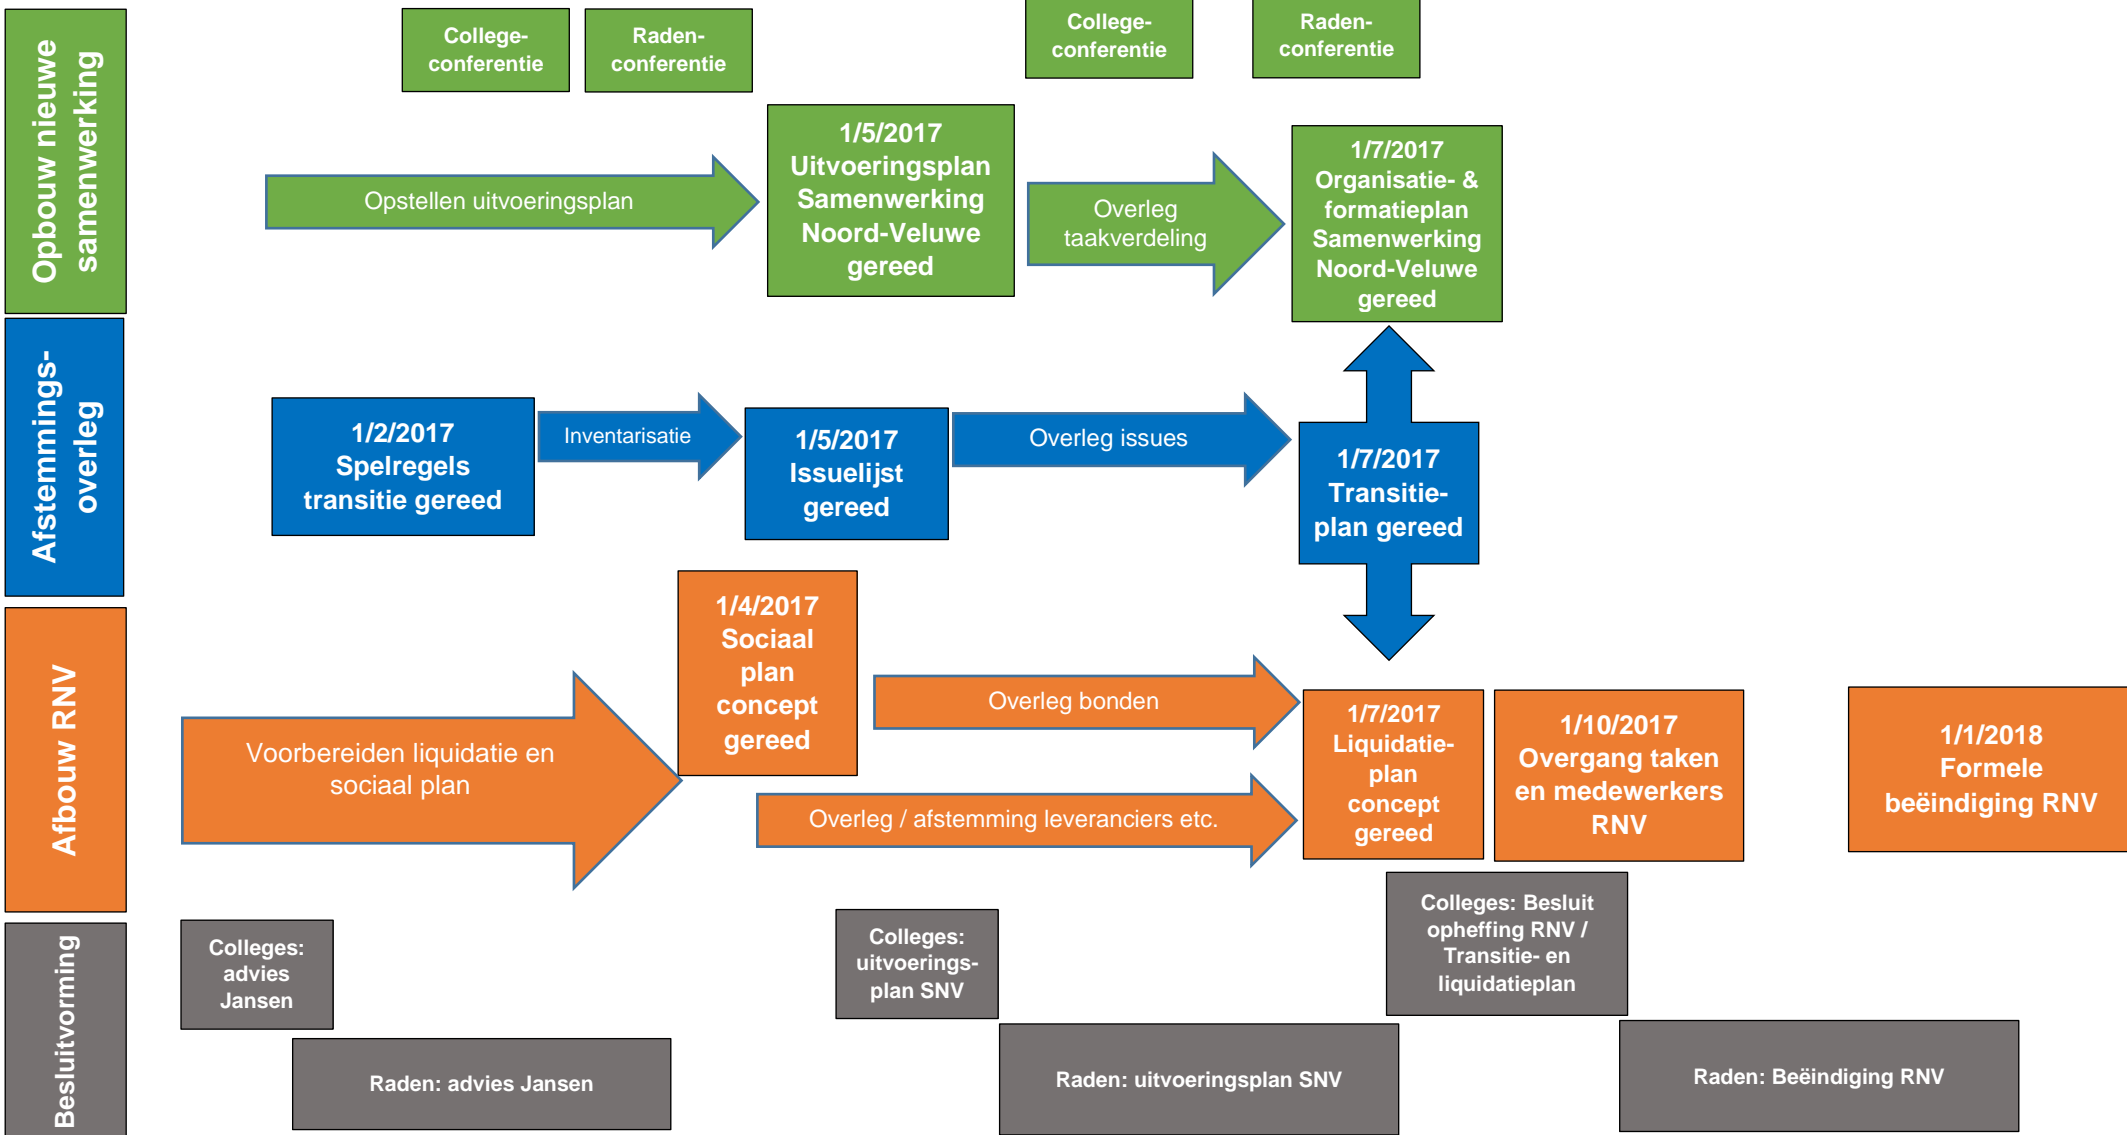 Opbouw nieuwe
samenwerking
College-
conferentie
Raden-
conferentie
College-
conferentie
Raden-
conferentie
Opstellen uitvoeringsplan
1/5/2017
Uitvoeringsplan
Samenwerking
Noord-Veluwe
gereed
Overleg
taakverdeling
1/7/2017
Organisatie- &
formatieplan
Samenwerking
Noord-Veluwe
gereed
Afstemmings-
overleg
1/2/2017
Spelregels
transitie gereed
Inventarisatie
1/5/2017
Issuelijst
gereed
Overleg issues
1/7/2017
Transitie-
plan gereed
Afbouw RNV
Voorbereiden liquidatie en
sociaal plan
1/4/2017
Sociaal
plan
concept
gereed
Overleg bonden
Overleg / afstemming leveranciers etc.
1/7/2017
Liquidatie-
plan
concept
gereed
1/10/2017
Overgang taken
en medewerkers
RNV
1/1/2018
Formele
beëindiging RNV
Besluitvorming
Colleges:
advies
Jansen
Raden: advies Jansen
Colleges:
uitvoerings-
plan SNV
Raden: uitvoeringsplan SNV
Colleges: Besluit
opheffing RNV /
Transitie- en
liquidatieplan
Raden: Beëindiging RNV